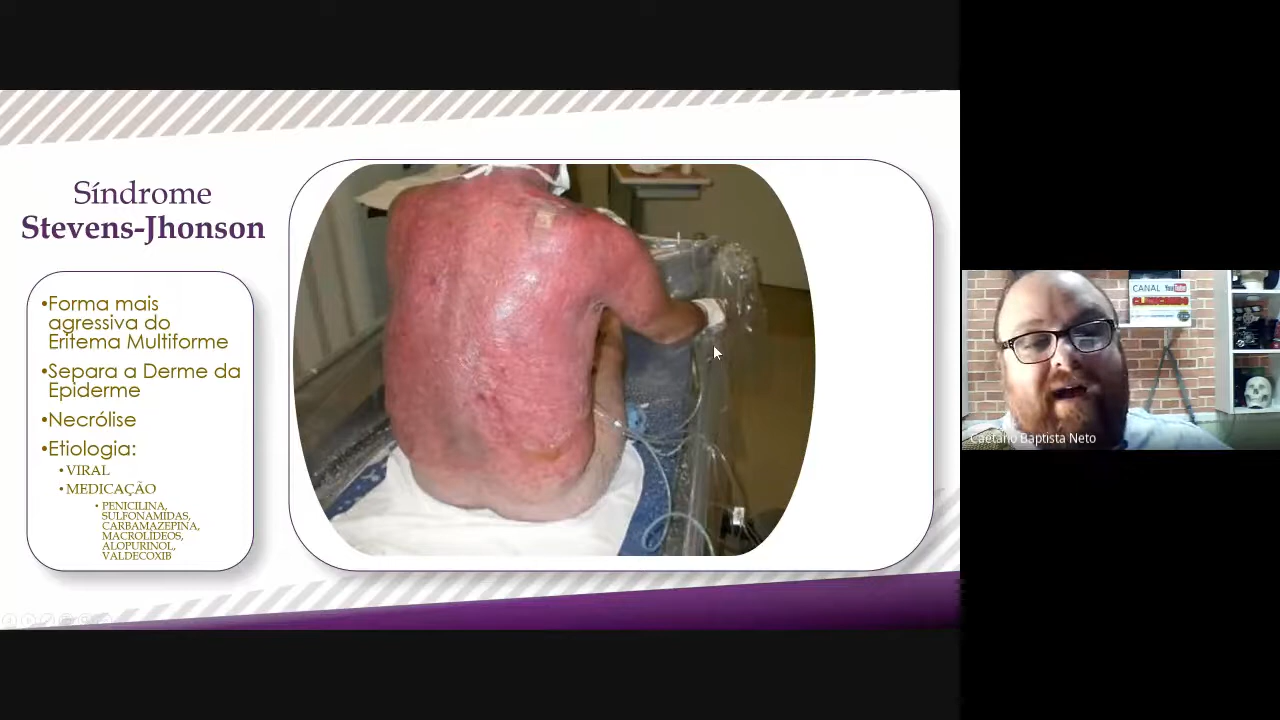 Síndrome
Stevens-Jhonson
•Forma mais
agressiva do
Eritema Multiforme
•Separa a Derme da
Epiderme
•Necrólise
•Etiologia:
• VIRAL
• MEDICAÇÃO
• PENICILINA,
SULFONAMIDAS,
CARBAMAZEPINA,
MACROLÍDEOS,
ALOPURINOL,
VALDECOXIB
CANAL YouTube
Caetano Baptista Neto